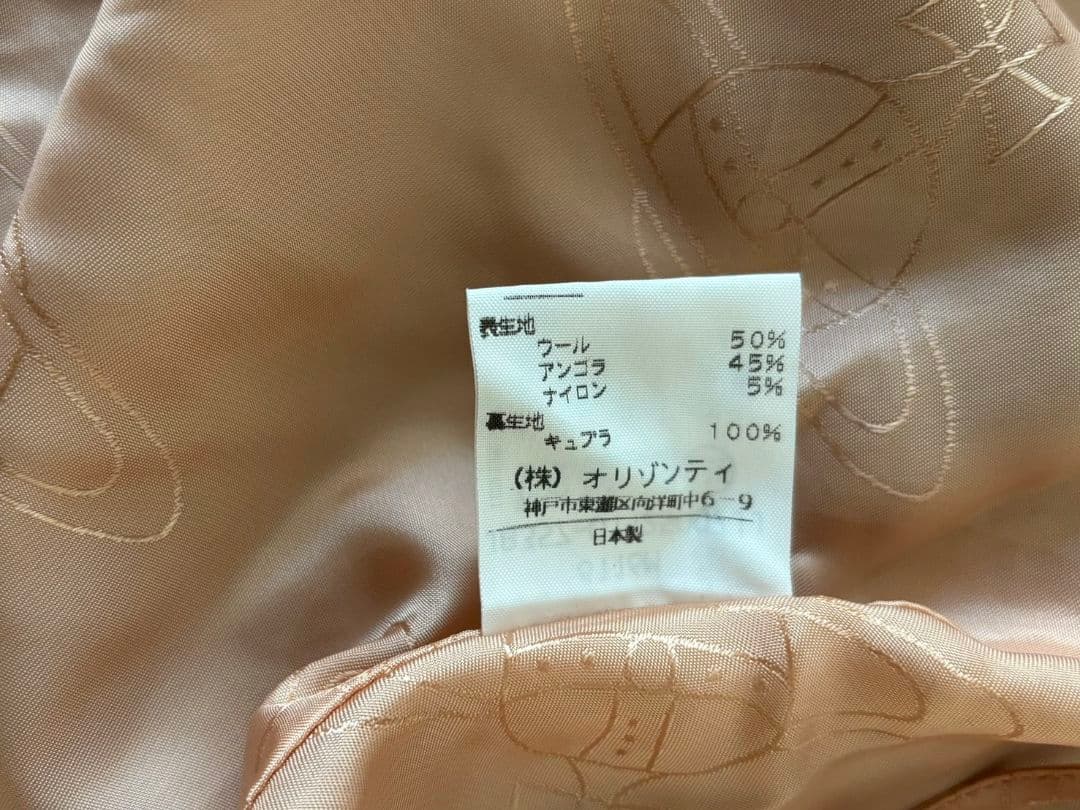 表生地
ウール 50%
アンゴラ 45%
ナイロン 5%
裏生地
キュプラ 100%
(株) オリゾンティ
神戸市東灘区向洋町中6-9
日本製